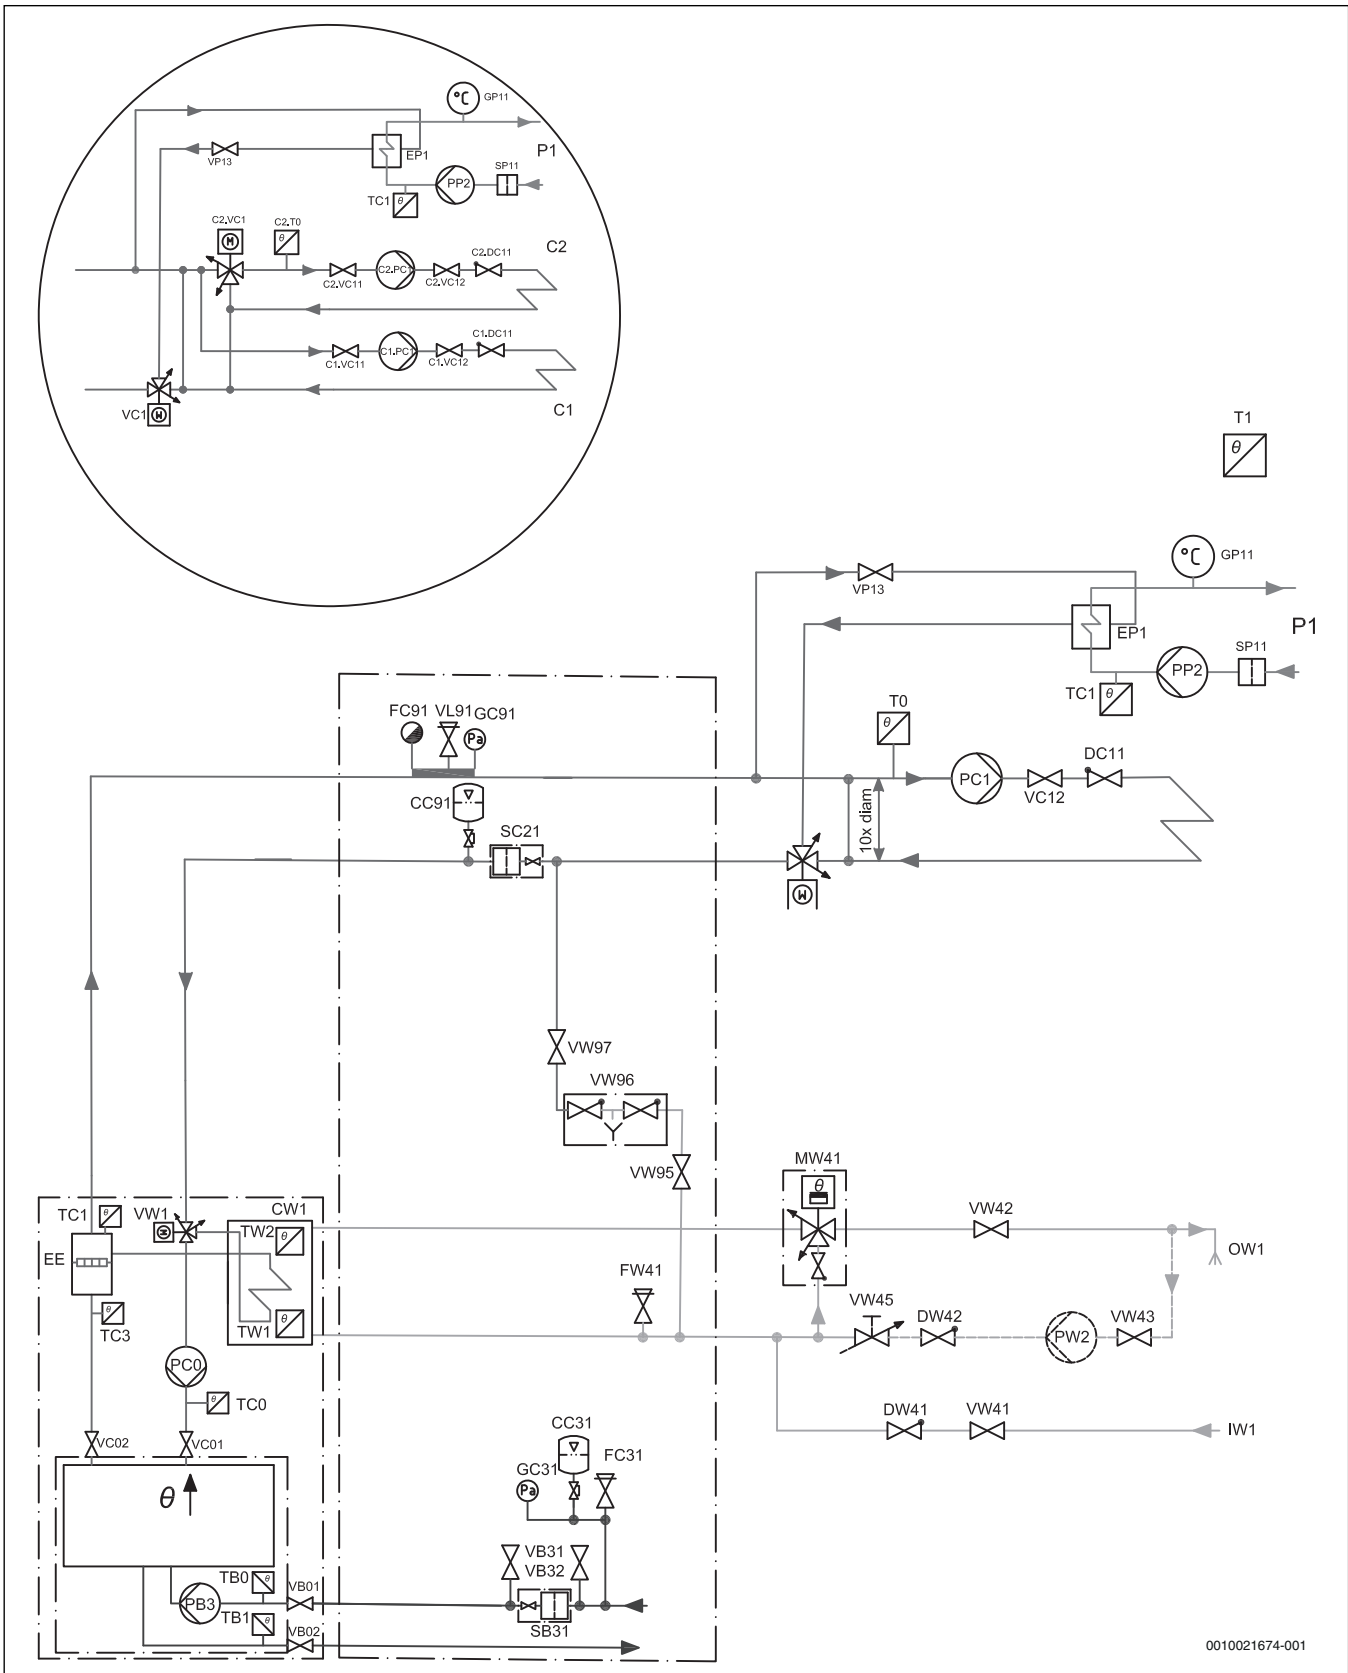 °C
GP11
P1
VP13
EP1
SP11
PP2
TC1
θ
C2.VC1
M
C2.T0
θ
C2
C2.VC11
C2.PC1
C2.VC12
C2.DC11
C1.VC11
C1.PC1
C1.VC12
C1.DC11
C1
VC1
M
T1
θ
°C
GP11
VP13
EP1
P1
SP11
PP2
TC1
θ
T0
θ
FC91
VL91
GC91
Pa
PC1
VC12
DC11
CC91
10x diam
SC21
M
VW97
VW96
VW95
MW41
θ
TC1
θ
VW1
M
CW1
TW2
θ
VW42
OW1
EE
FW41
TW1
θ
VW45
DW42
PW2
VW43
TC3
θ
PC0
TC0
θ
DW41
VW41
IW1
VC02
VC01
CC31
GC31
Pa
FC31
θ
VB31
VB32
TB0
θ
VB01
PB3
TB1
θ
VB02
SB31
0010021674-001